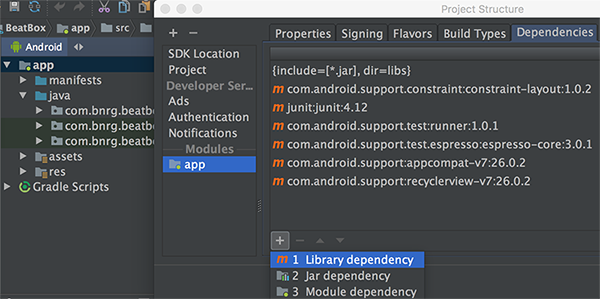 Project Structure
BeatBox
app
src
Android
app
manifests
java
com.bnrg.beatb
com.bnrg.beatb
com.bnrg.beatb
assets
res
Gradle Scripts
+ −
SDK Location
Project
Developer Ser...
Ads
Authentication
Notifications
Modules
app
Properties Signing Flavors Build Types Dependencies
{include=[*.jar], dir=libs}
m com.android.support.constraint:constraint-layout:1.0.2
m junit:junit:4.12
m com.android.support.test:runner:1.0.1
m com.android.support.test.espresso:espresso-core:3.0.1
m com.android.support:appcompat-v7:26.0.2
m com.android.support:recyclerview-v7:26.0.2
+ −
m 1 Library dependency
2 Jar dependency
3 Module dependency